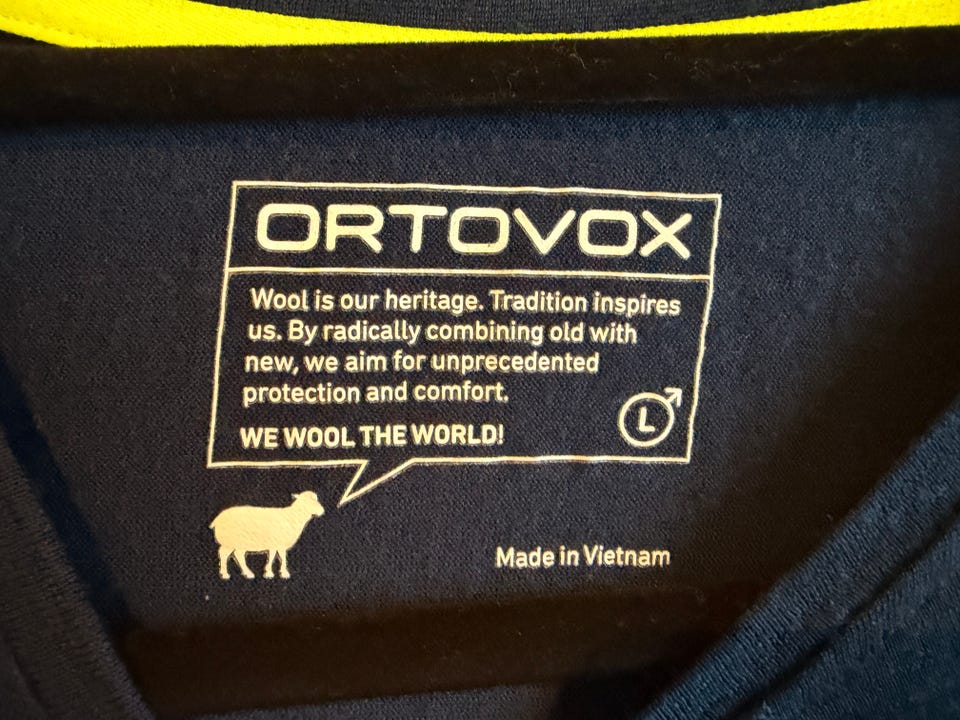 ORTOVOX
Wool is our heritage. Tradition inspires
us. By radically combining old with
new, we aim for unprecedented
protection and comfort.
WE WOOL THE WORLD!
L
Made in Vietnam